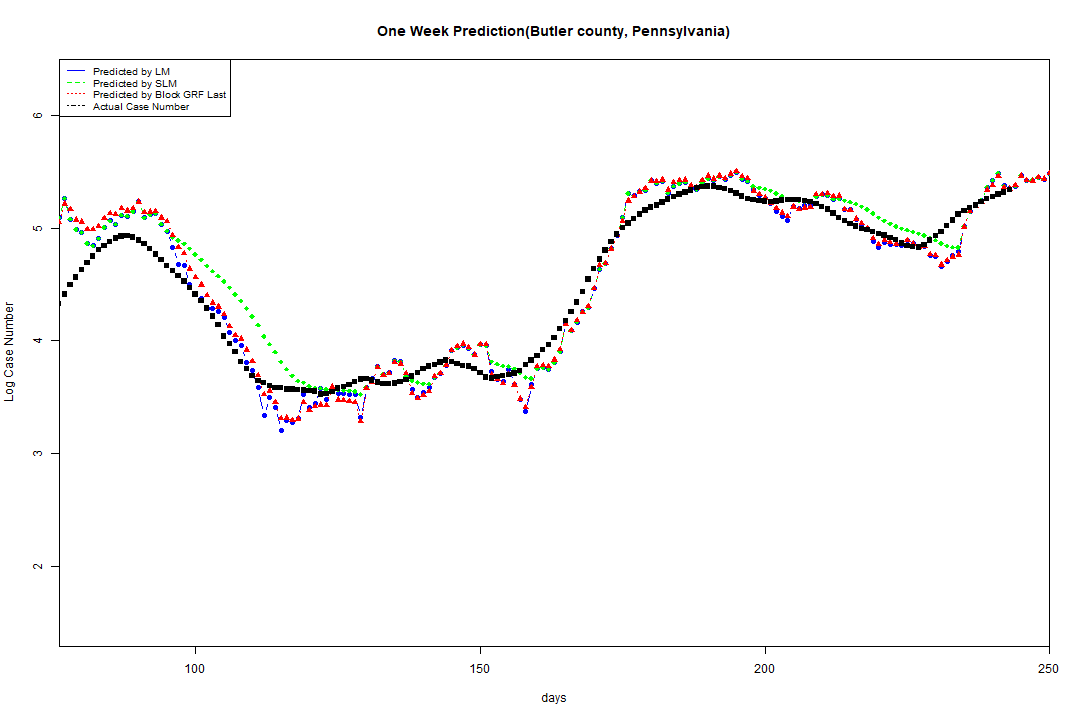 One Week Prediction(Butler county, Pennsylvania)
Predicted by LM
Predicted by SLM
Predicted by Block GRF Last
Actual Case Number
6
5
4
3
2
Log Case Number
100 150 200 250
days